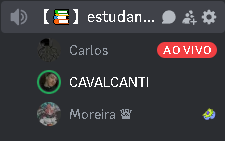 【📚】estudan...
Carlos AO VIVO
CAVALCANTI
Moreira ♕